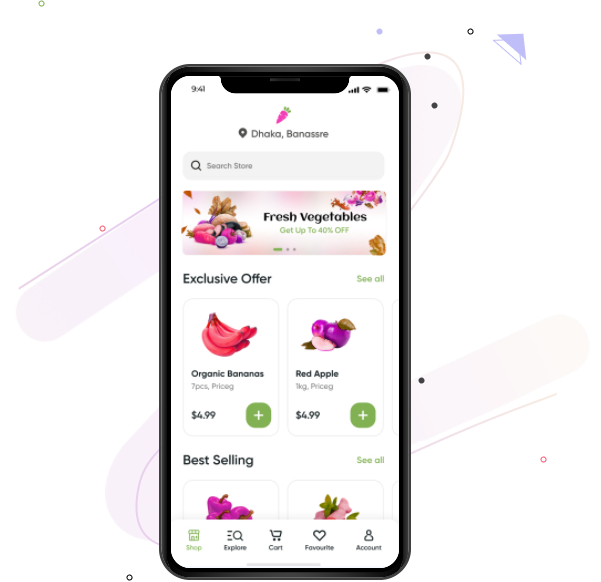 9:41
Dhaka, Banassre
Search Store
Fresh Vegetables
Get Up To 40% OFF
Exclusive Offer See all
Organic Bananas Red Apple
7pcs, Priceg 1kg, Priceg
$4.99 + $4.99 +
Best Selling See all
Shop Explore Cart Favourite Account